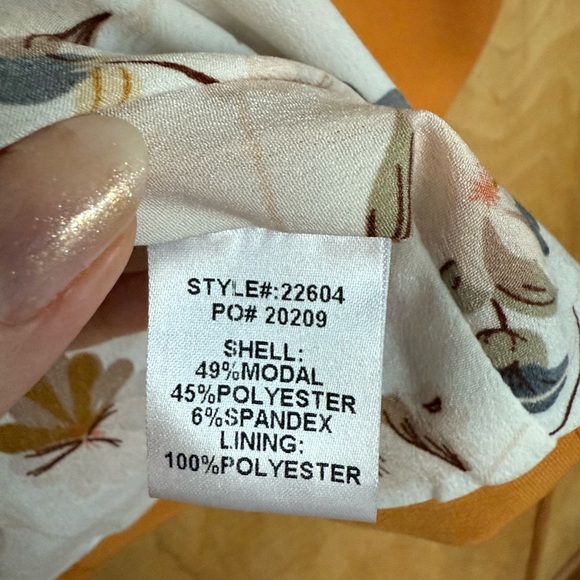 STYLE#:22604
PO# 20209
SHELL:
49%MODAL
45%POLYESTER
6%SPANDEX
LINING:
100%POLYESTER